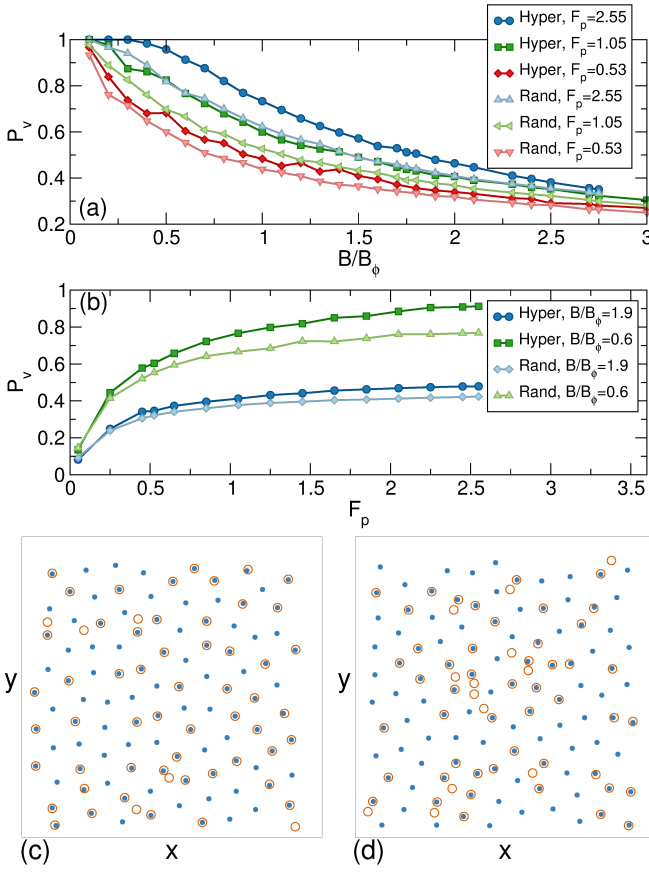 1
0.8
0.6
0.4
0.2
P_v
(a)
0
0.5
1
1.5
2
2.5
3
B/B_ϕ
Hyper, F_p=2.55
Hyper, F_p=1.05
Hyper, F_p=0.53
Rand, F_p=2.55
Rand, F_p=1.05
Rand, F_p=0.53
(b)
1
0.8
0.6
0.4
0.2
0
P_v
0
0.5
1
1.5
2
2.5
3
3.5
F_p
Hyper, B/B_ϕ=1.9
Hyper, B/B_ϕ=0.6
Rand, B/B_ϕ=1.9
Rand, B/B_ϕ=0.6
y
(c)
x
y
(d)
x